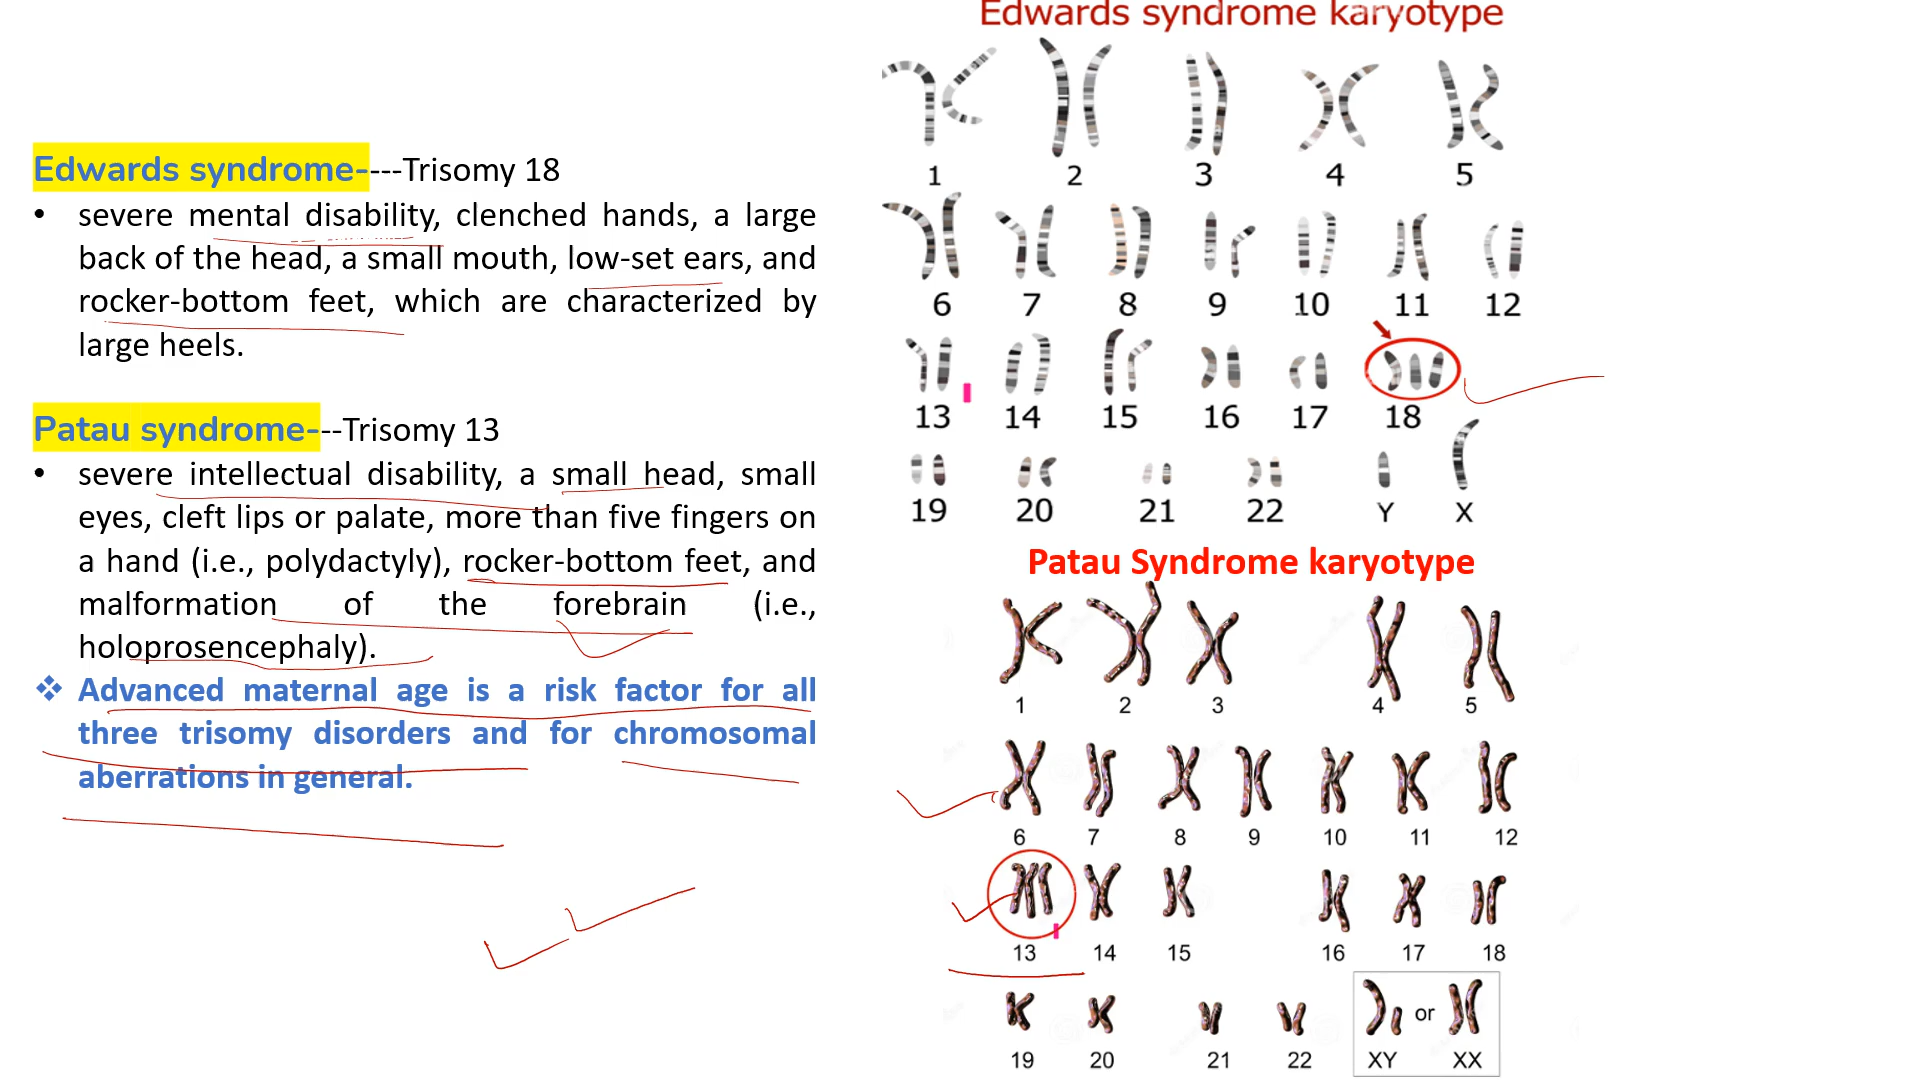 Edwards syndrome----Trisomy 18
• severe mental disability, clenched hands, a large
back of the head, a small mouth, low-set ears, and
rocker-bottom feet, which are characterized by
large heels.
Patau syndrome---Trisomy 13
• severe intellectual disability, a small head, small
eyes, cleft lips or palate, more than five fingers on
a hand (i.e., polydactyly), rocker-bottom feet, and
malformation of the forebrain (i.e.,
holoprosencephaly).
❖ Advanced maternal age is a risk factor for all
three trisomy disorders and for chromosomal
aberrations in general.
Edwards syndrome karyotype
1 2 3 4 5
6 7 8 9 10 11 12
13 14 15 16 17 18
19 20 21 22 Y X
Patau Syndrome karyotype
1 2 3 4 5
6 7 8 9 10 11 12
13 14 15 16 17 18
or
19 20 21 22 XY XX